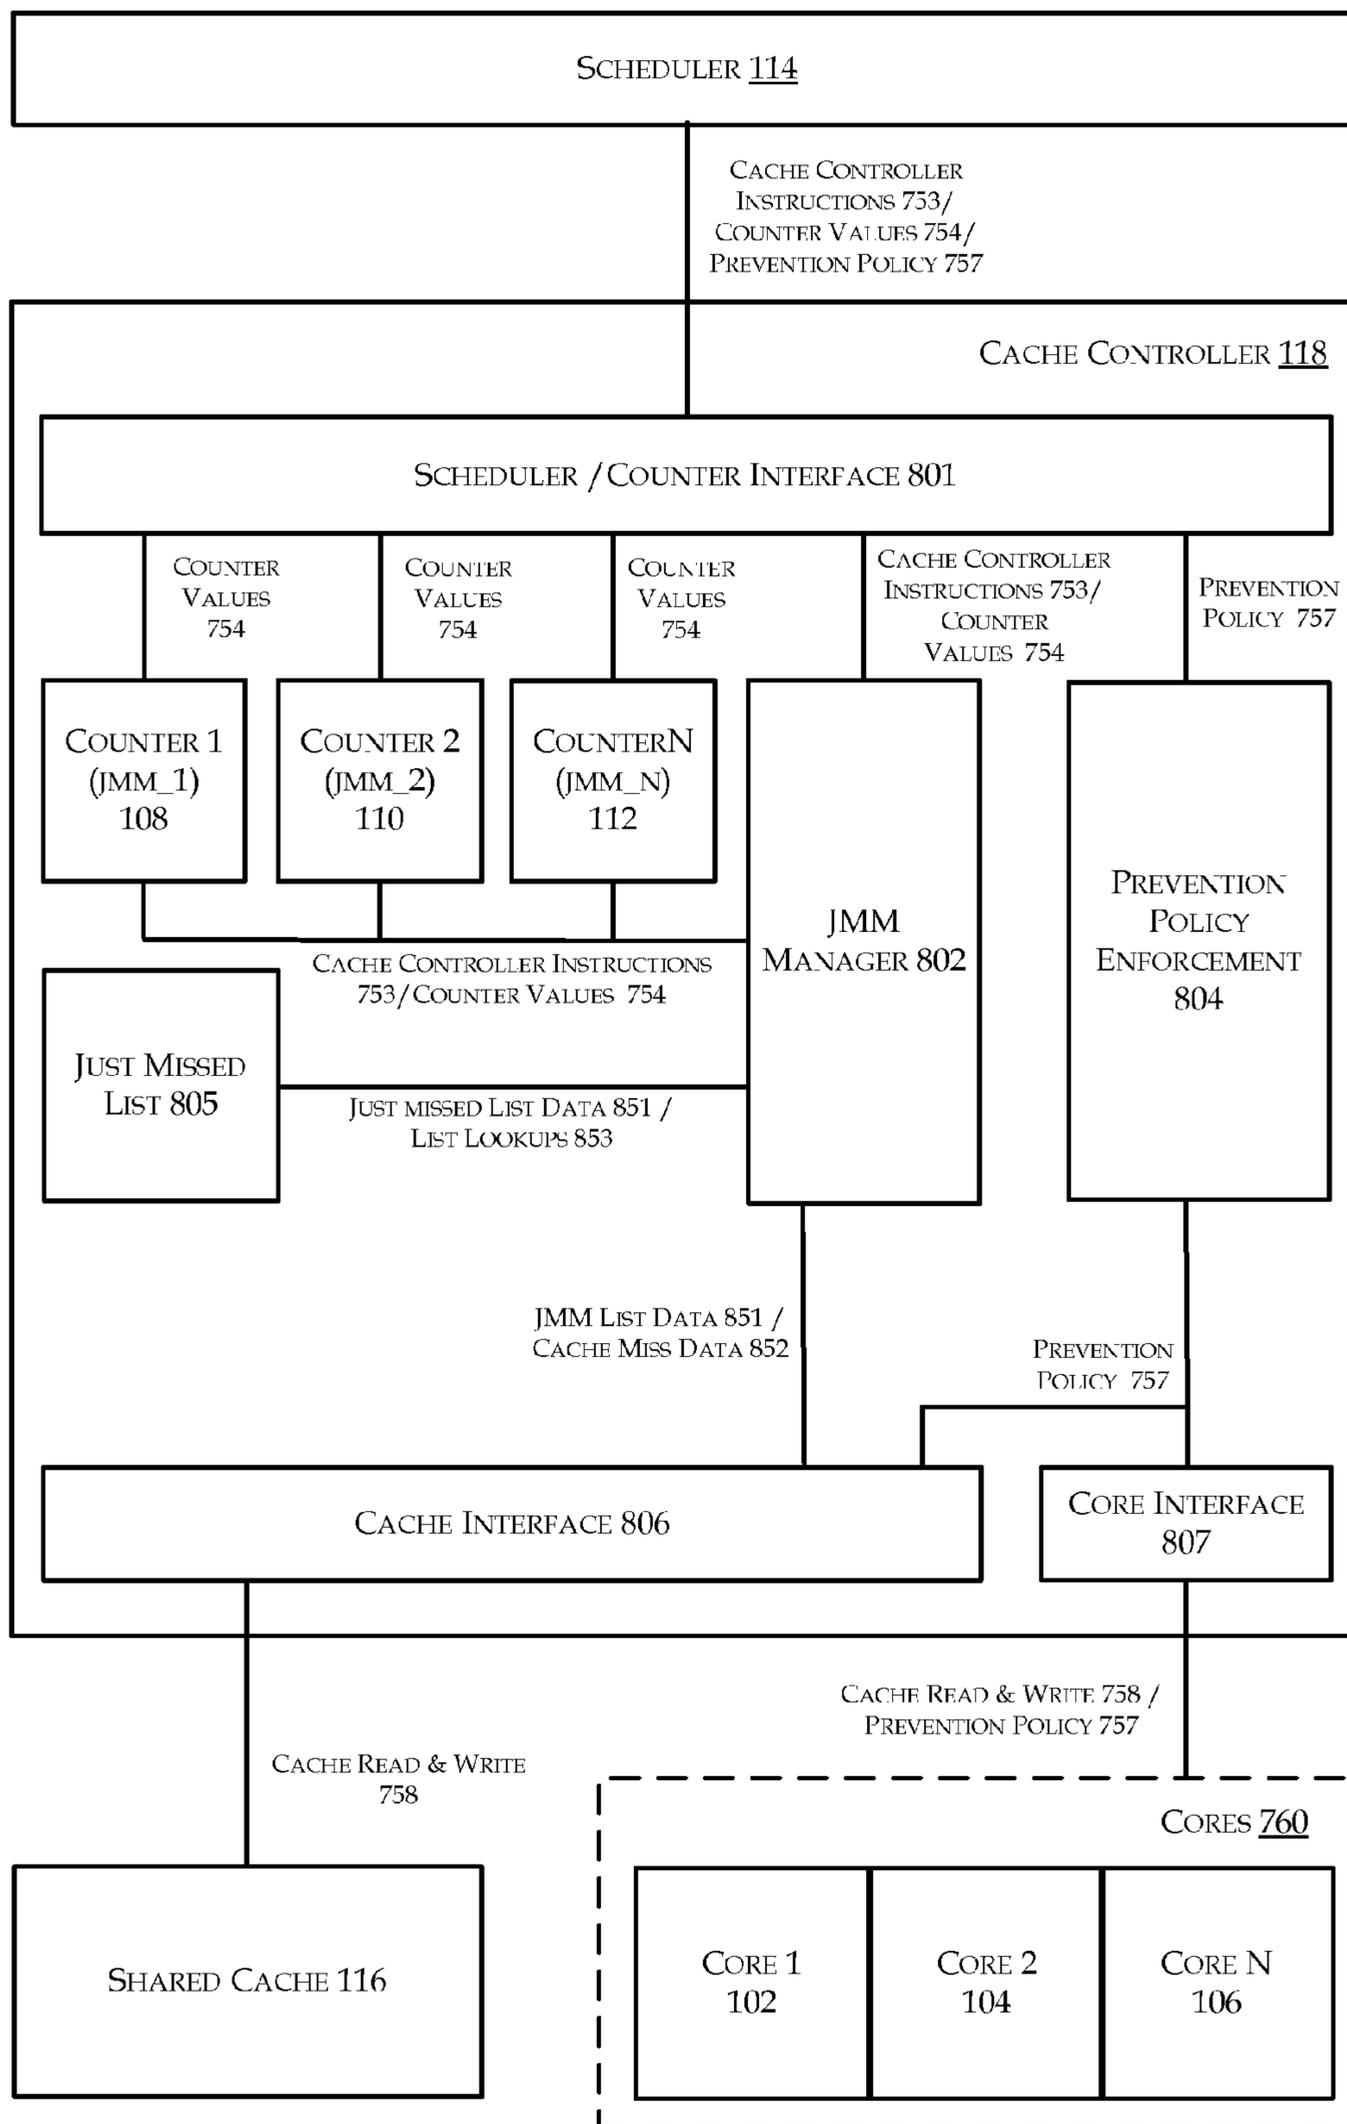 SCHEDULER 114
CACHE CONTROLLER
INSTRUCTIONS 753/
COUNTER VALUES 754/
PREVENTION POLICY 757
CACHE CONTROLLER 118
SCHEDULER /COUNTER INTERFACE 801
COUNTER
VALUES
754
COUNTER
VALUES
754
COUNTER
VALUES
754
CACHE CONTROLLER
INSTRUCTIONS 753/
COUNTER
VALUES 754
PREVENTION
POLICY 757
COUNTER 1
(JMM_1)
108
COUNTER 2
(JMM_2)
110
COUNTERN
(JMM_N)
112
JMM
MANAGER 802
PREVENTION
POLICY
ENFORCEMENT
804
CACHE CONTROLLER INSTRUCTIONS
753/COUNTER VALUES 754
JUST MISSED
LIST 805
JUST MISSED LIST DATA 851 /
LIST LOOKUPS 853
JMM LIST DATA 851 /
CACHE MISS DATA 852
PREVENTION
POLICY 757
CACHE INTERFACE 806
CORE INTERFACE
807
CACHE READ & WRITE 758 /
PREVENTION POLICY 757
CACHE READ & WRITE
758
CORES 760
SHARED CACHE 116
CORE 1
102
CORE 2
104
CORE N
106